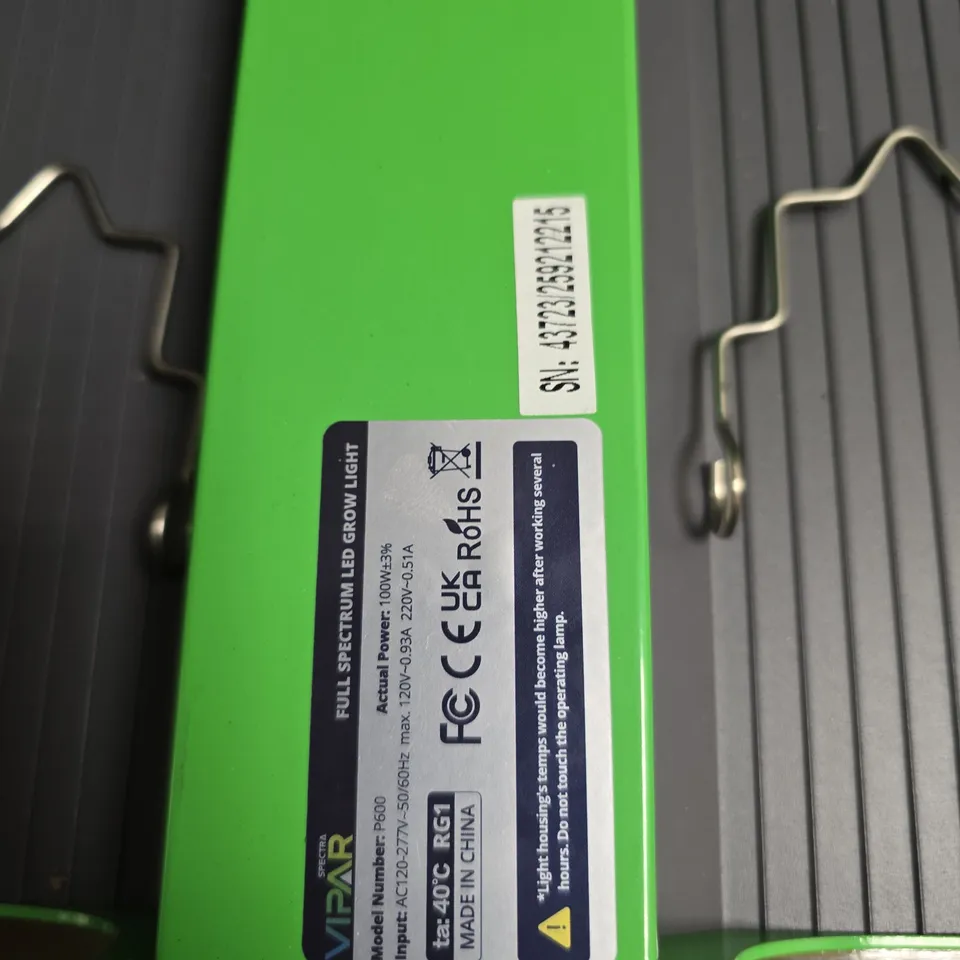 SN: 43723/259212215
VIPAR
SPECTRA
FULL SPECTRUM LED GROW LIGHT
Model Number: P600 Actual Power: 100W±3%
Input: AC120-277V~50/60Hz max. 120V~0.93A 220V~0.51A
ta: 40°C RG1
MADE IN CHINA
FC CE UK CA RoHS
*Light housing's temps would become higher after working several
hours. Do not touch the operating lamp.